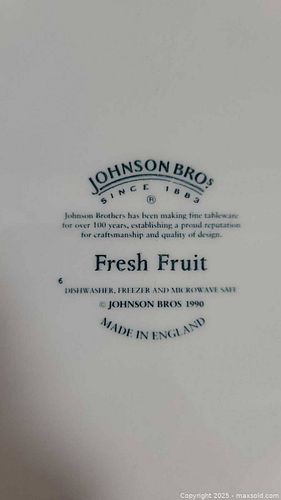 JOHNSON BROS
SINCE 1883
®
Johnson Brothers has been making fine tableware
for over 100 years, establishing a proud reputation
for craftsmanship and quality of design.
Fresh Fruit
6
DISHWASHER, FREEZER AND MICROWAVE SAFE
© JOHNSON BROS 1990
MADE IN ENGLAND
Copyright © 2025 - maxsold.com